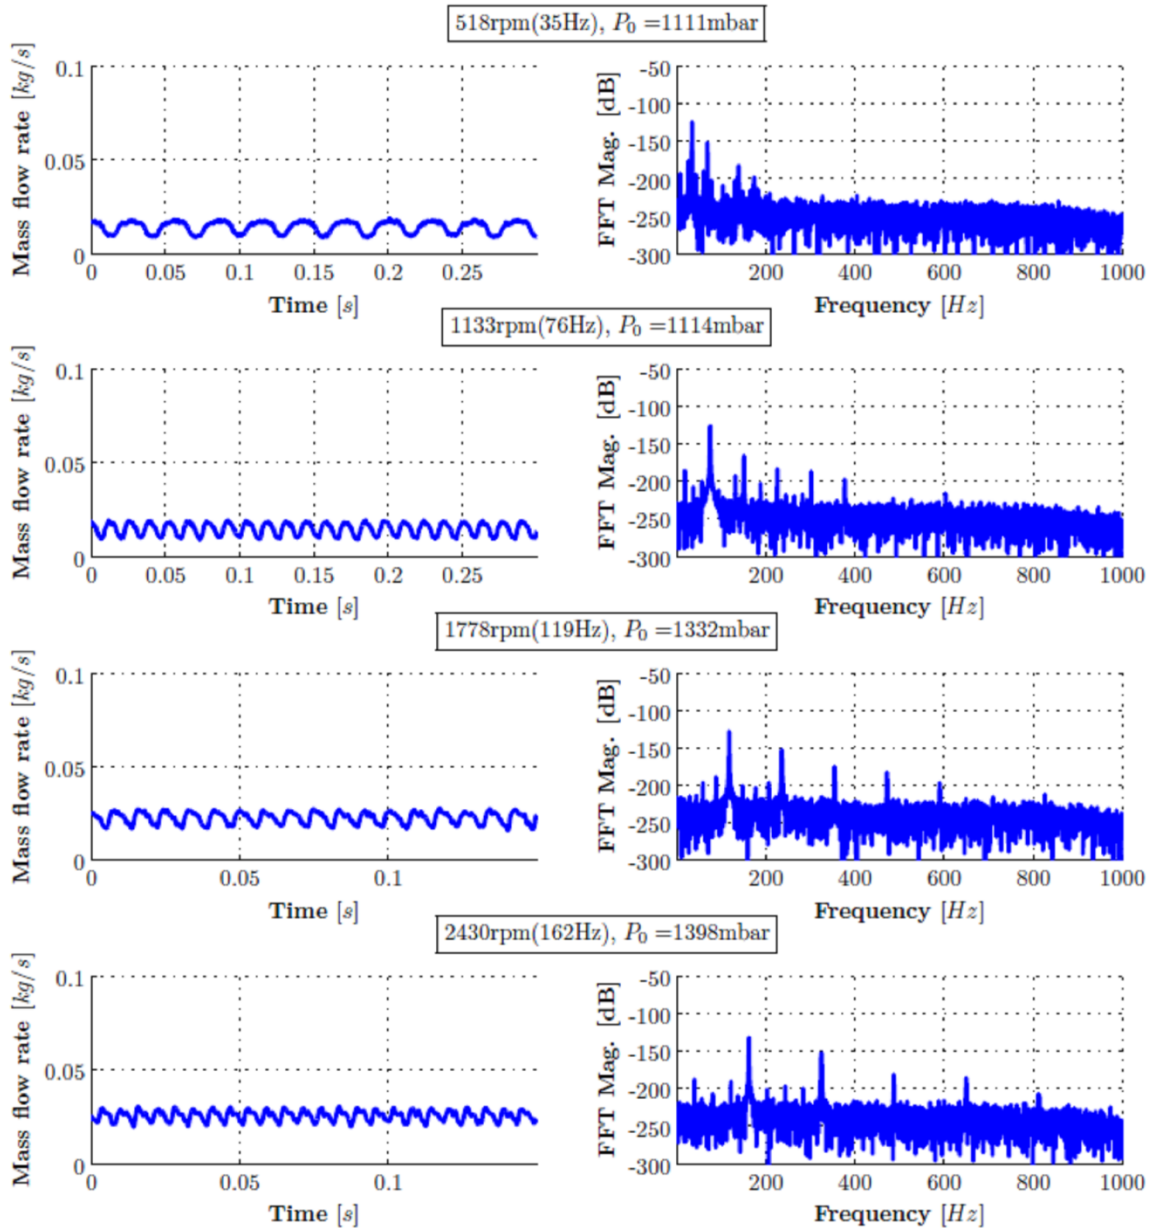 518rpm(35Hz), P₀ =1111mbar
Mass flow rate [kg/s]
0.1
0.05
0
0 0.05 0.1 0.15 0.2 0.25
Time [s]
FFT Mag. [dB]
-50
-100
-150
-200
-250
-300
200 400 600 800 1000
Frequency [Hz]
1133rpm(76Hz), P₀ =1114mbar
Mass flow rate [kg/s]
0.1
0.05
0
0 0.05 0.1 0.15 0.2 0.25
Time [s]
FFT Mag. [dB]
-50
-100
-150
-200
-250
-300
200 400 600 800 1000
Frequency [Hz]
1778rpm(119Hz), P₀ =1332mbar
Mass flow rate [kg/s]
0.1
0.05
0
0 0.05 0.1
Time [s]
FFT Mag. [dB]
-50
-100
-150
-200
-250
-300
200 400 600 800 1000
Frequency [Hz]
2430rpm(162Hz), P₀ =1398mbar
Mass flow rate [kg/s]
0.1
0.05
0
0 0.05 0.1
Time [s]
FFT Mag. [dB]
-50
-100
-150
-200
-250
-300
200 400 600 800 1000
Frequency [Hz]